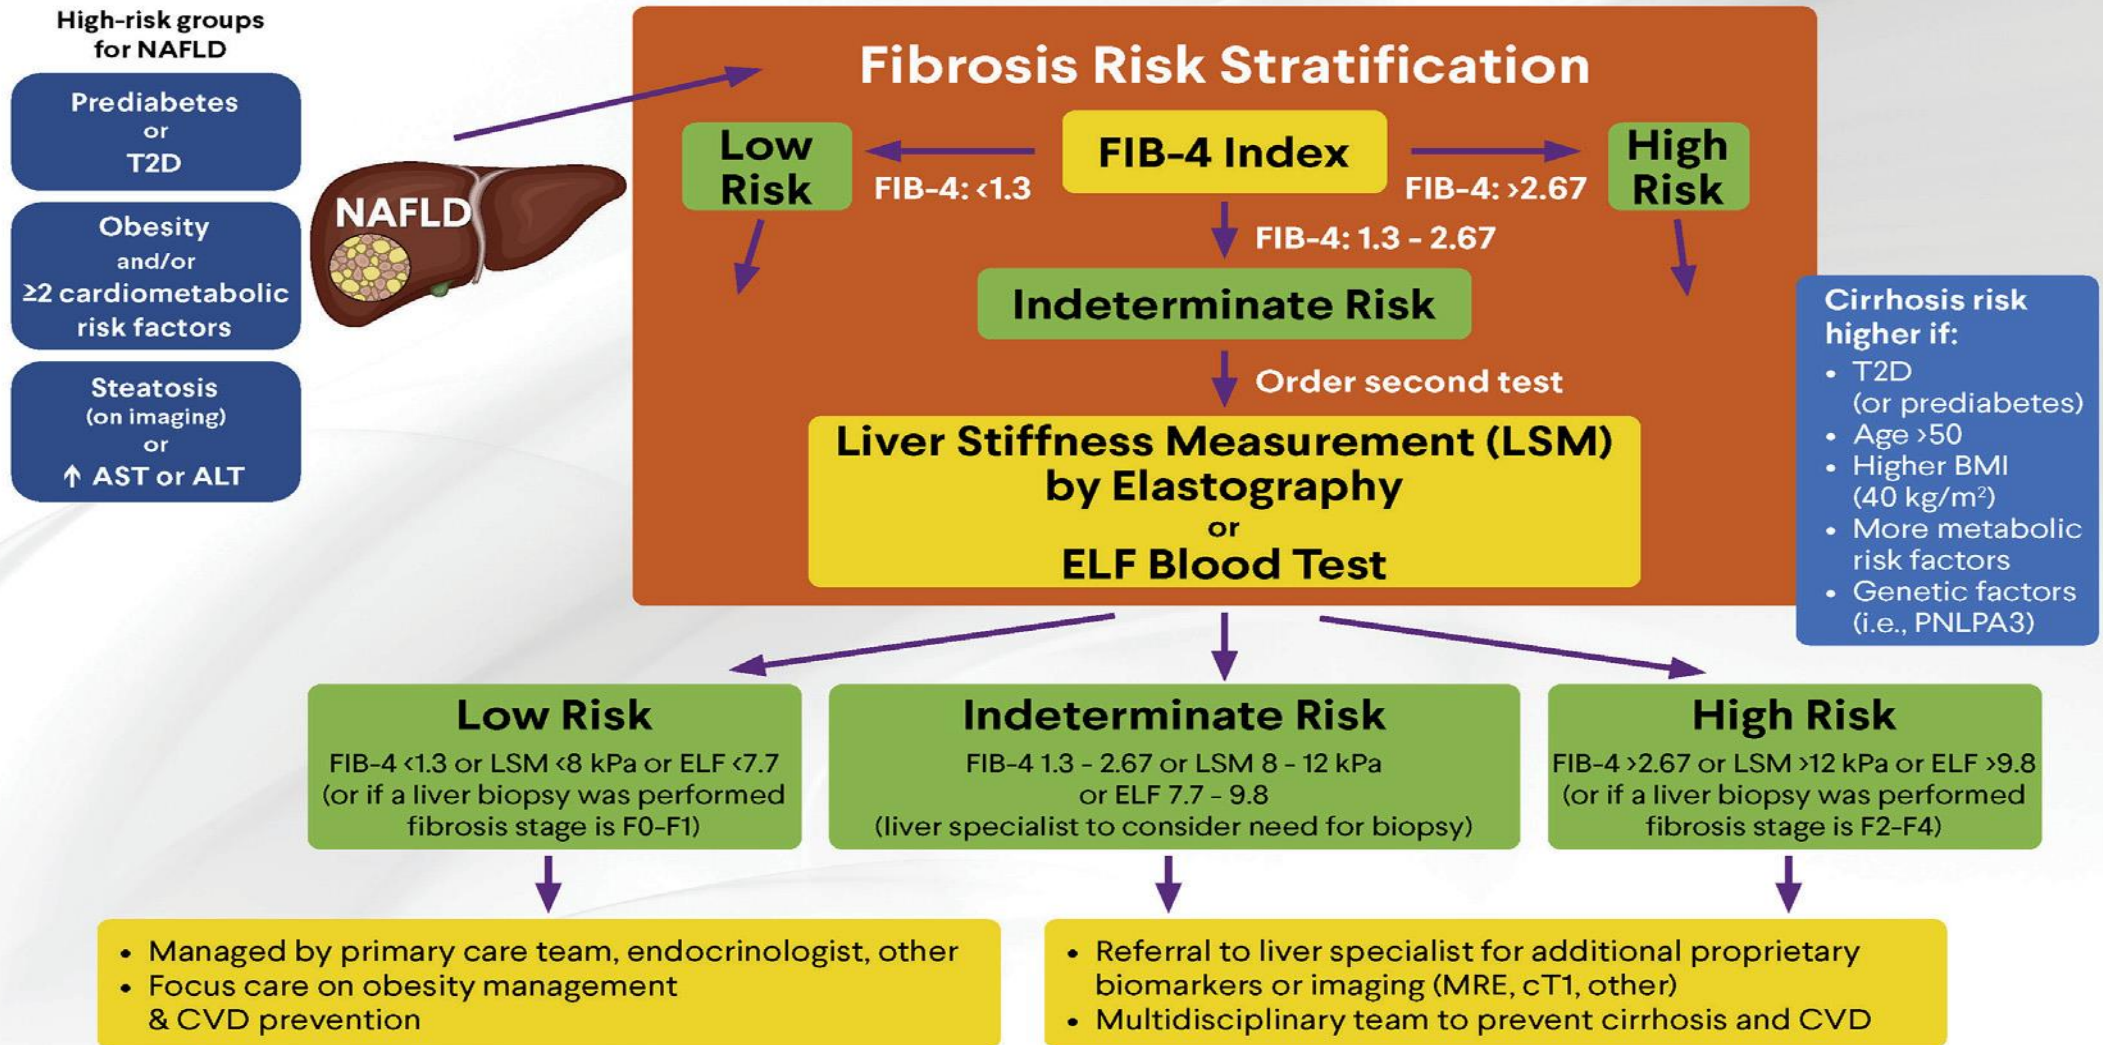 High-risk groups
for NAFLD
Prediabetes
or
T2D
Obesity
and/or
≥2 cardiometabolic
risk factors
Steatosis
(on imaging)
or
↑ AST or ALT
NAFLD
Fibrosis Risk Stratification
Low
Risk
FIB-4: <1.3
FIB-4 Index
FIB-4: >2.67
High
Risk
FIB-4: 1.3 - 2.67
Indeterminate Risk
Order second test
Liver Stiffness Measurement (LSM)
by Elastography
or
ELF Blood Test
Cirrhosis risk
higher if:
• T2D
(or prediabetes)
• Age >50
• Higher BMI
(40 kg/m²)
• More metabolic
risk factors
• Genetic factors
(i.e., PNLPA3)
Low Risk
FIB-4 <1.3 or LSM <8 kPa or ELF <7.7
(or if a liver biopsy was performed
fibrosis stage is F0-F1)
Indeterminate Risk
FIB-4 1.3 - 2.67 or LSM 8 - 12 kPa
or ELF 7.7 - 9.8
(liver specialist to consider need for biopsy)
High Risk
FIB-4 >2.67 or LSM >12 kPa or ELF >9.8
(or if a liver biopsy was performed
fibrosis stage is F2-F4)
• Managed by primary care team, endocrinologist, other
• Focus care on obesity management
& CVD prevention
• Referral to liver specialist for additional proprietary
biomarkers or imaging (MRE, cT1, other)
• Multidisciplinary team to prevent cirrhosis and CVD